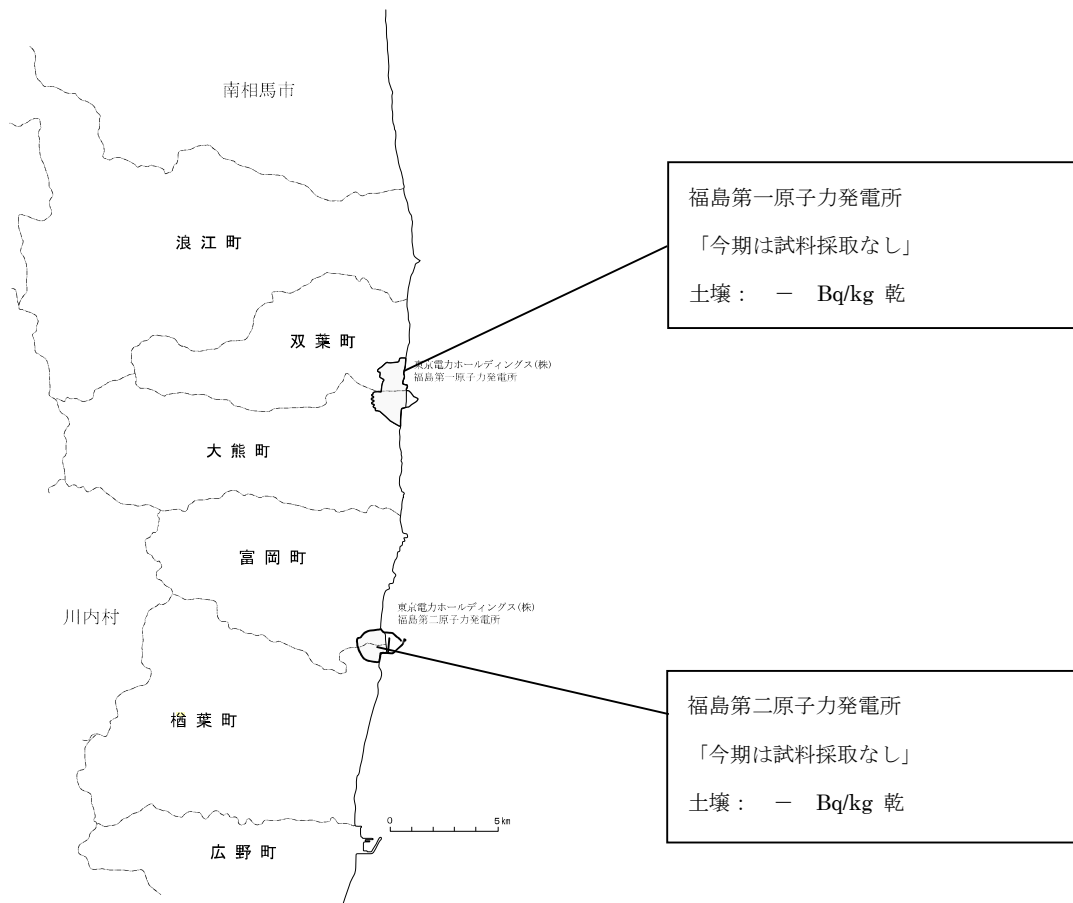 南相馬市
福島第一原子力発電所
「今期は試料採取なし」
土壌： － Bq/kg 乾
浪江町
双葉町
東京電力ホールディングス(株)
福島第一原子力発電所
大熊町
富岡町
東京電力ホールディングス(株)
福島第二原子力発電所
川内村
福島第二原子力発電所
「今期は試料採取なし」
土壌： － Bq/kg 乾
楢葉町
0 5km
広野町